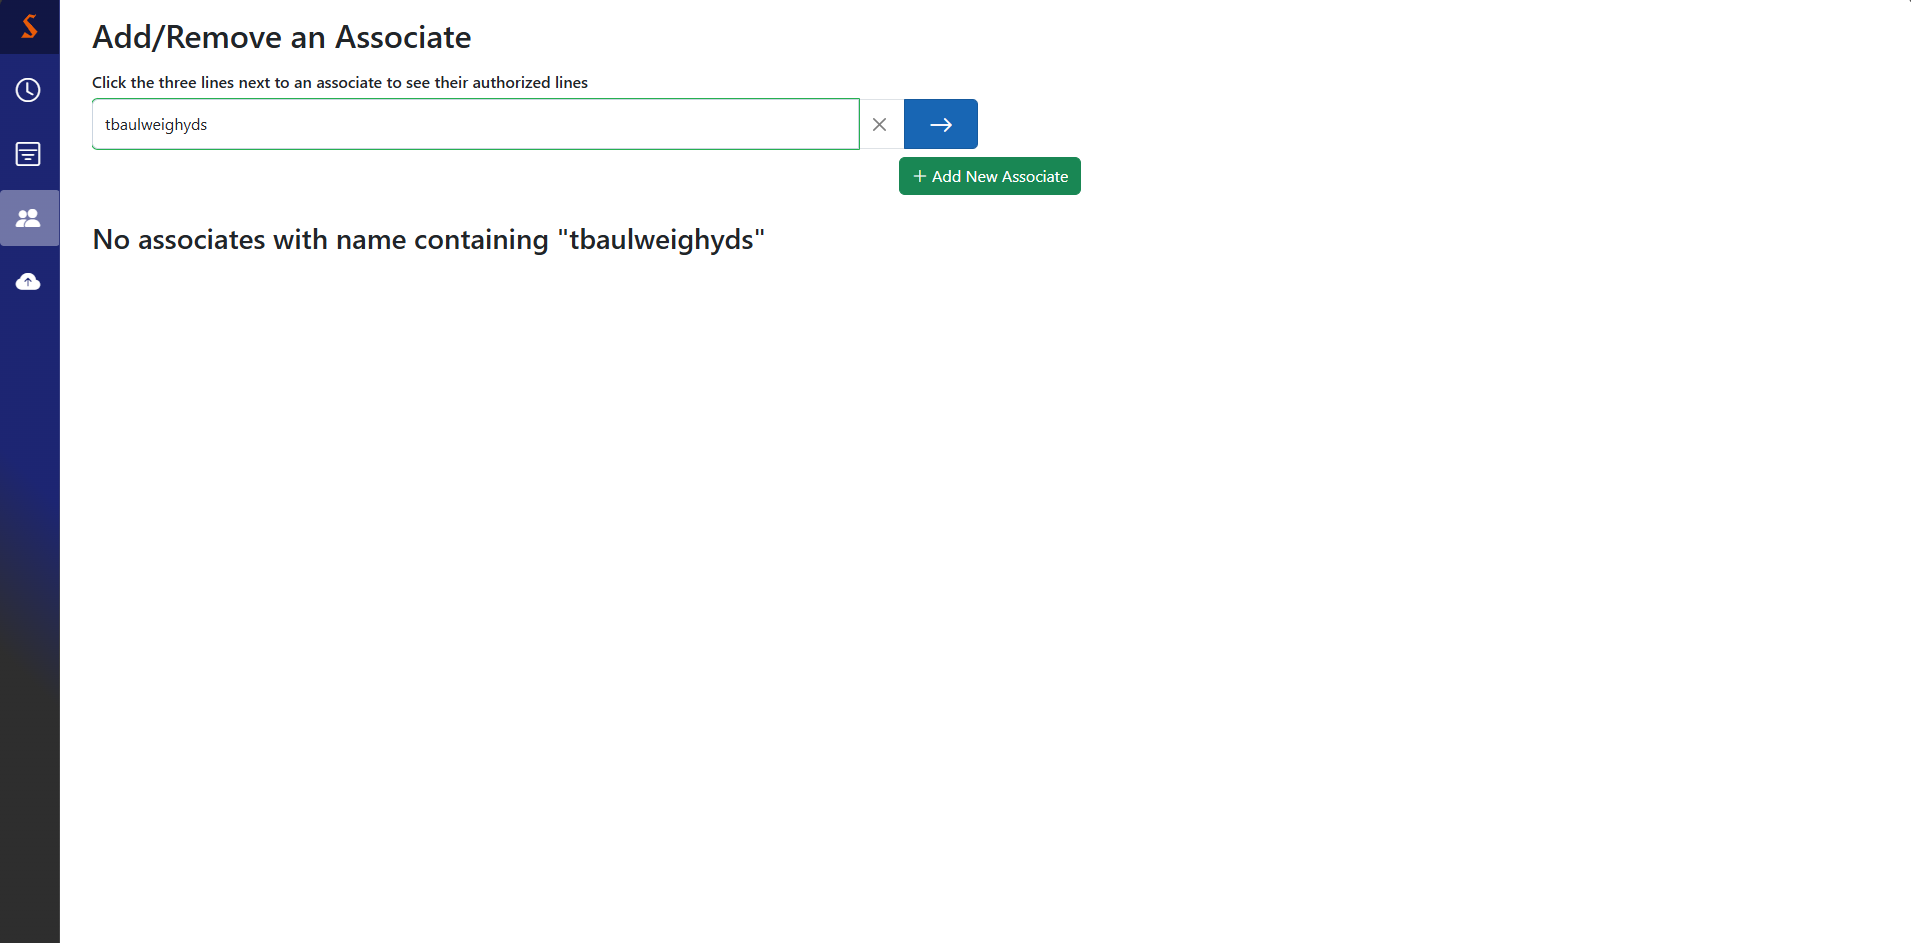 Add/Remove an Associate
Click the three lines next to an associate to see their authorized lines
tbaulweighyds
Add New Associate
No associates with name containing "tbaulweighyds"